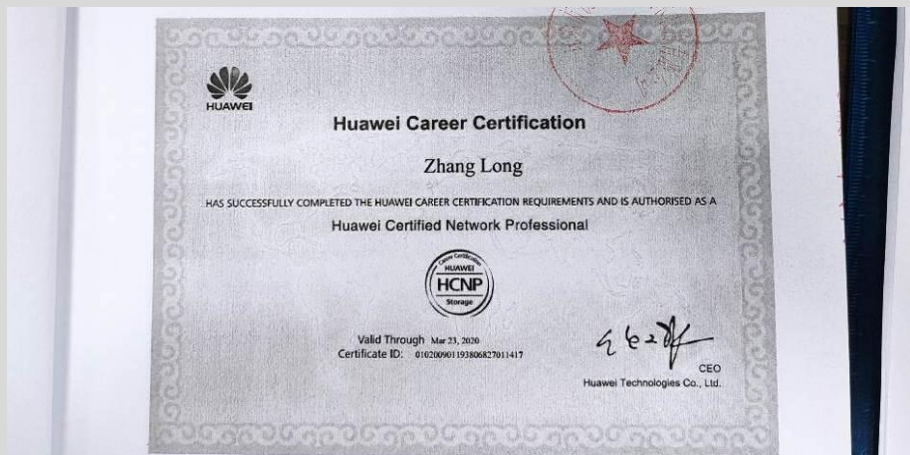 HUAWEI
Huawei Career Certification
Zhang Long
HAS SUCCESSFULLY COMPLETED THE HUAWEI CAREER CERTIFICATION REQUIREMENTS AND IS AUTHORISED AS A
Huawei Certified Network Professional
Career Certification
HUAWEI
HCNP
Storage
Valid Through Mar 23, 2020
Certificate ID: 010200901193806827011417
CEO
Huawei Technologies Co., Ltd.